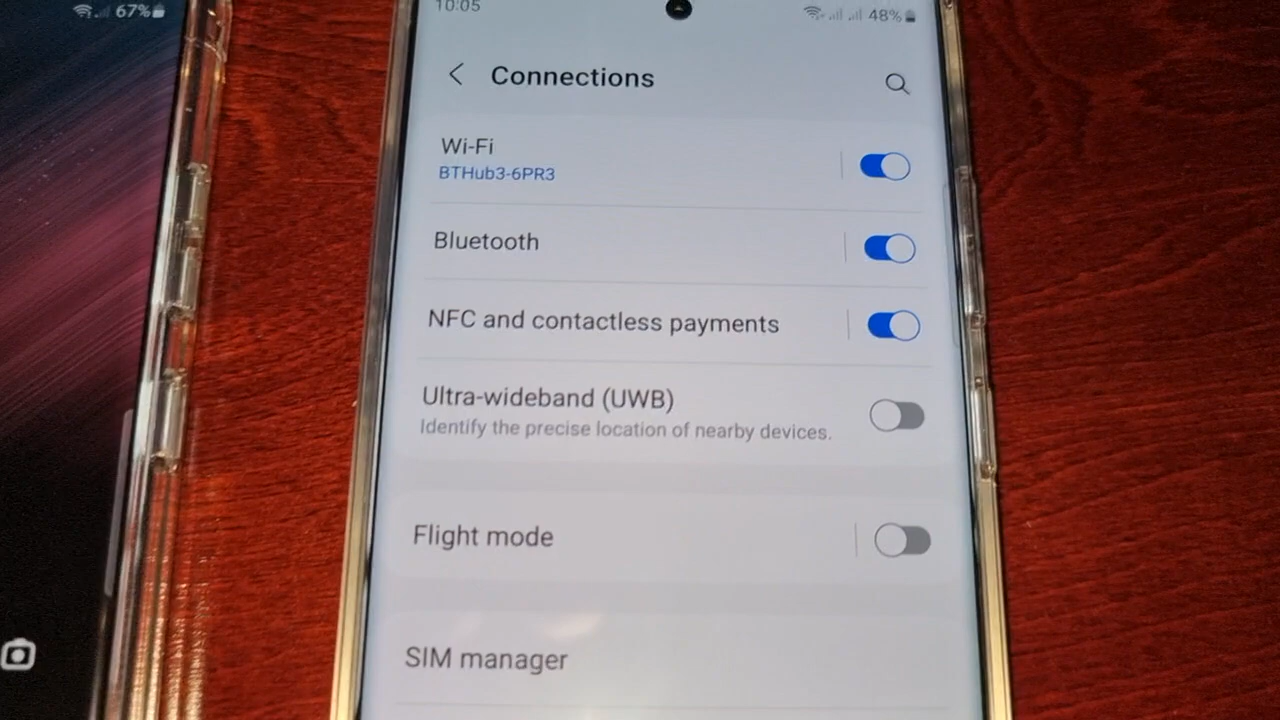 67%
10:05
48%
Connections
Wi-Fi
BTHub3-6PR3
Bluetooth
NFC and contactless payments
Ultra-wideband (UWB)
Identify the precise location of nearby devices.
Flight mode
SIM manager